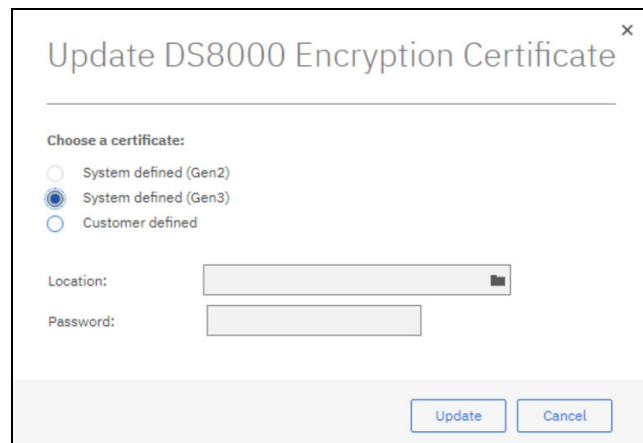 Update DS8000 Encryption Certificate
Choose a certificate:
System defined (Gen2)
System defined (Gen3)
Customer defined
Location:
Password:
Update Cancel